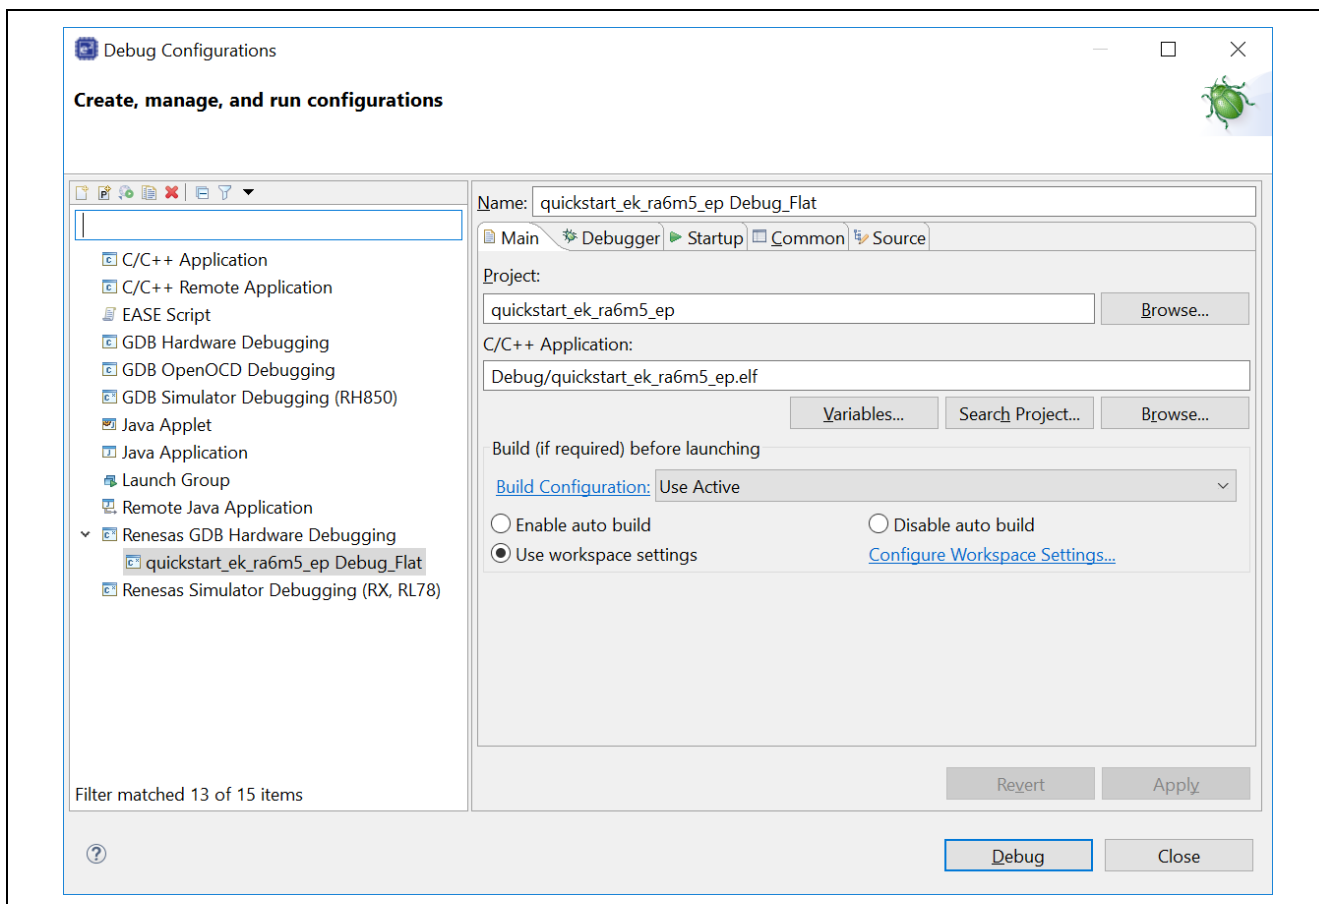 Debug Configurations
Create, manage, and run configurations
Name: quickstart_ek_ra6m5_ep Debug_Flat
Main Debugger Startup Common Source
C/C++ Application
C/C++ Remote Application
EASE Script
GDB Hardware Debugging
GDB OpenOCD Debugging
GDB Simulator Debugging (RH850)
Java Applet
Java Application
Launch Group
Remote Java Application
Renesas GDB Hardware Debugging
quickstart_ek_ra6m5_ep Debug_Flat
Renesas Simulator Debugging (RX, RL78)
Filter matched 13 of 15 items
Project:
quickstart_ek_ra6m5_ep Browse...
C/C++ Application:
Debug/quickstart_ek_ra6m5_ep.elf
Variables... Search Project... Browse...
Build (if required) before launching
Build Configuration: Use Active
Enable auto build Disable auto build
Use workspace settings Configure Workspace Settings...
Revert Apply
Debug Close